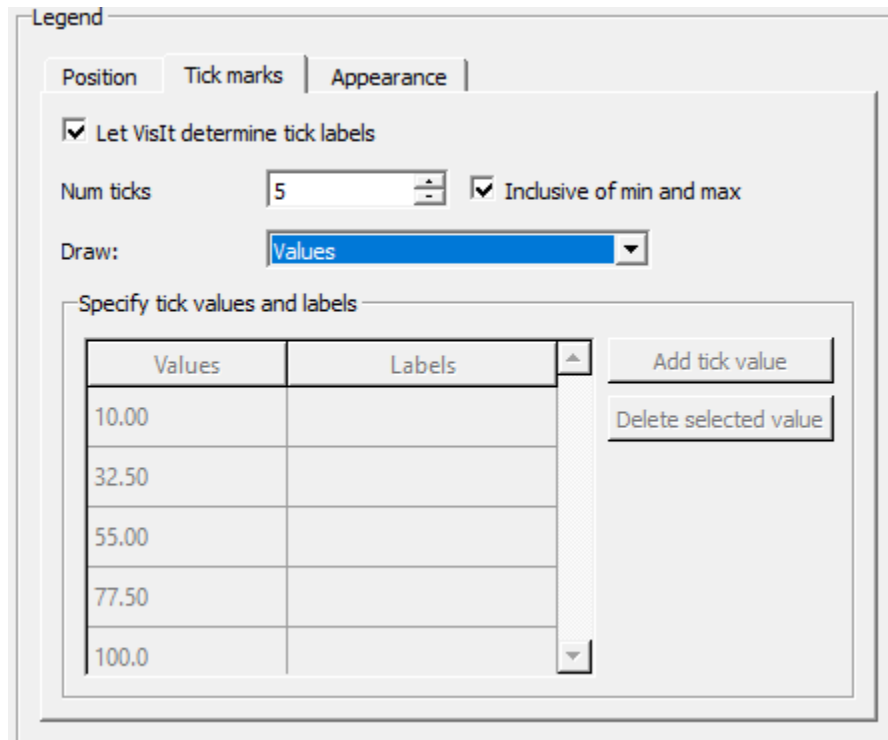 Legend
Position Tick marks Appearance
Let VisIt determine tick labels
Num ticks 5 Inclusive of min and max
Draw: Values
Specify tick values and labels
Values Labels Add tick value
10.00 Delete selected value
32.50
55.00
77.50
100.0